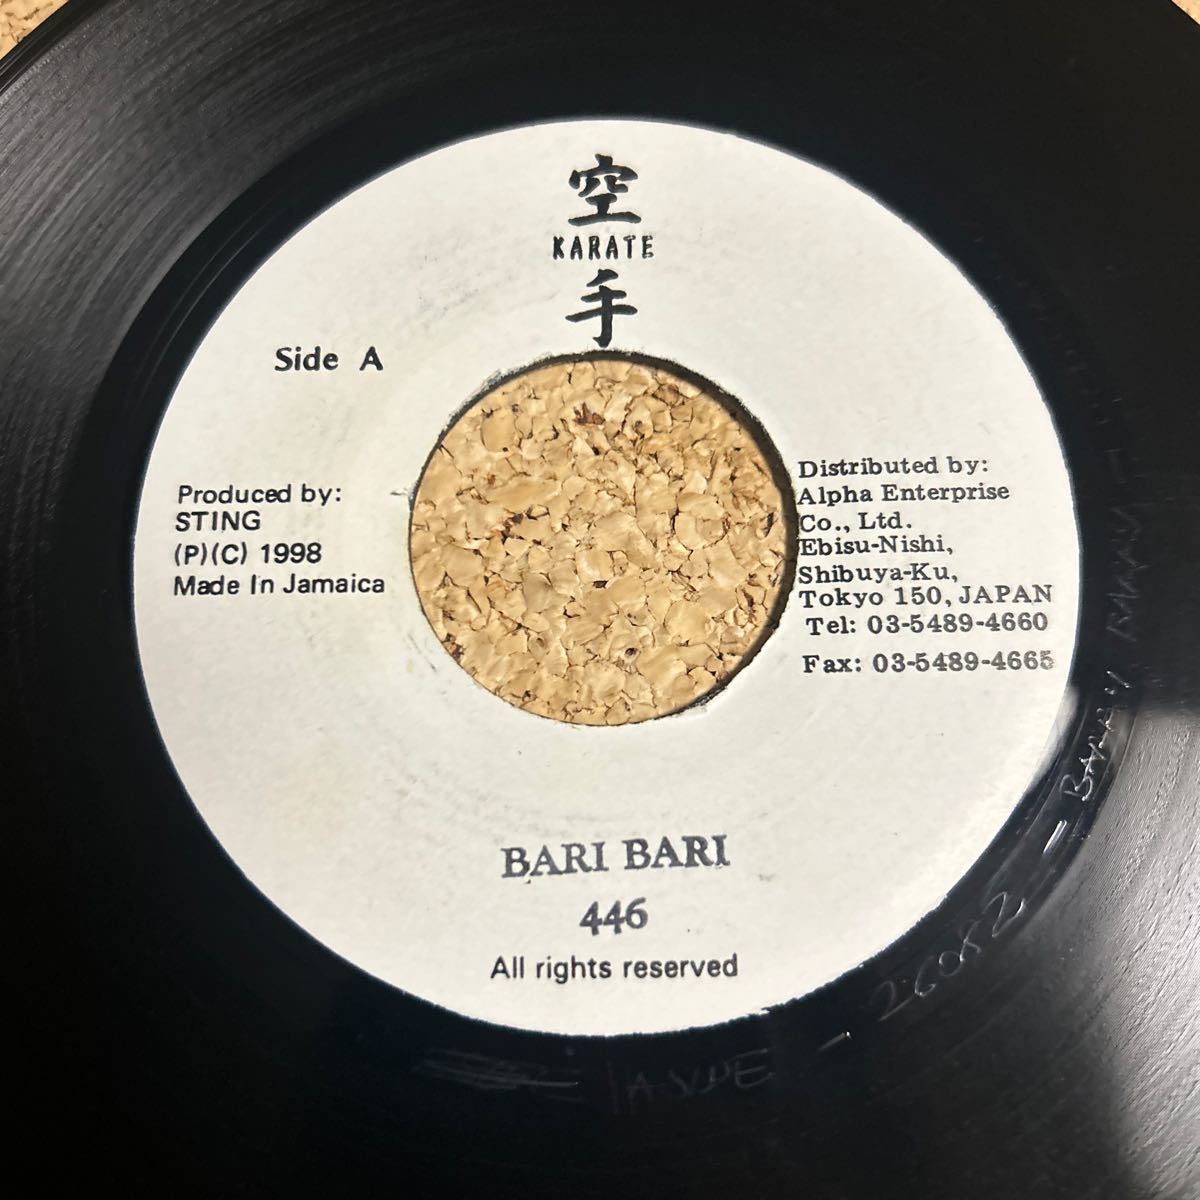 空
KARATE
手
Side A
Produced by:
STING
(P)(C) 1998
Made In Jamaica
Distributed by:
Alpha Enterprise
Co., Ltd.
Ebisu-Nishi,
Shibuya-Ku,
Tokyo 150, JAPAN
Tel: 03-5489-4660
Fax: 03-5489-4665
BARI BARI
446
All rights reserved